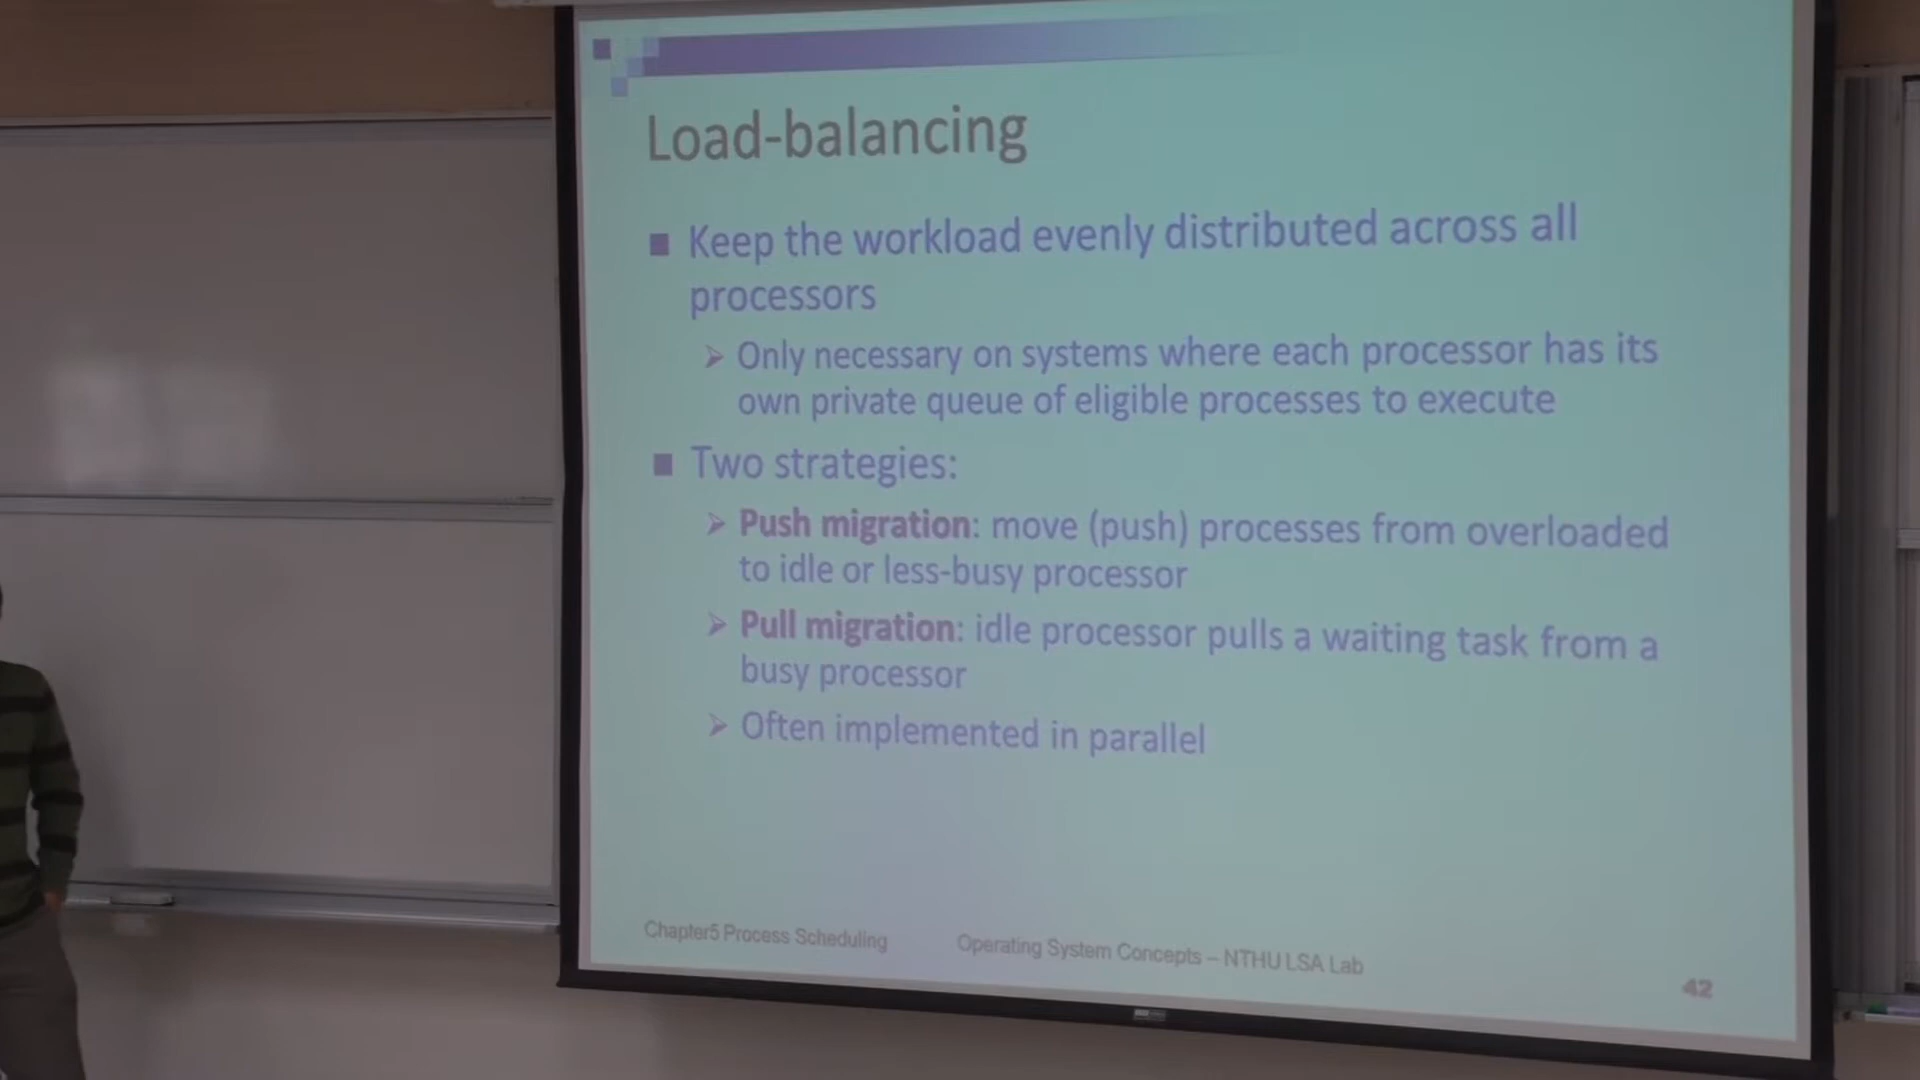 Load-balancing
■ Keep the workload evenly distributed across all
processors
➢ Only necessary on systems where each processor has its
own private queue of eligible processes to execute
■ Two strategies:
➢ Push migration: move (push) processes from overloaded
to idle or less-busy processor
➢ Pull migration: idle processor pulls a waiting task from a
busy processor
➢ Often implemented in parallel
Chapter5 Process Scheduling
Operating System Concepts – NTHU LSA Lab
42